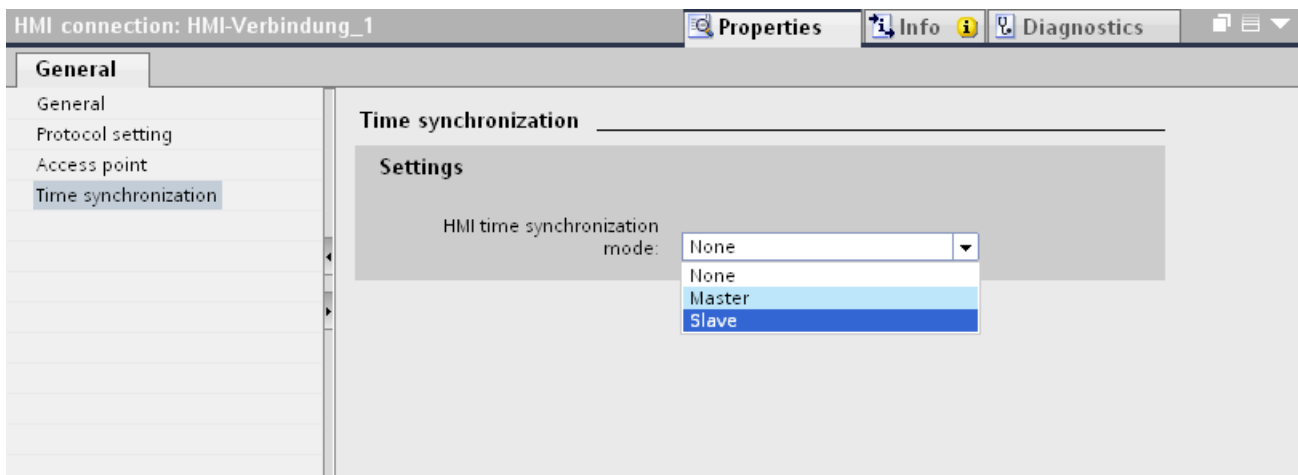 HMI connection: HMI-Verbindung_1
Properties
Info
Diagnostics
General
General
Protocol setting
Access point
Time synchronization
Time synchronization
Settings
HMI time synchronization
mode:
None
None
Master
Slave